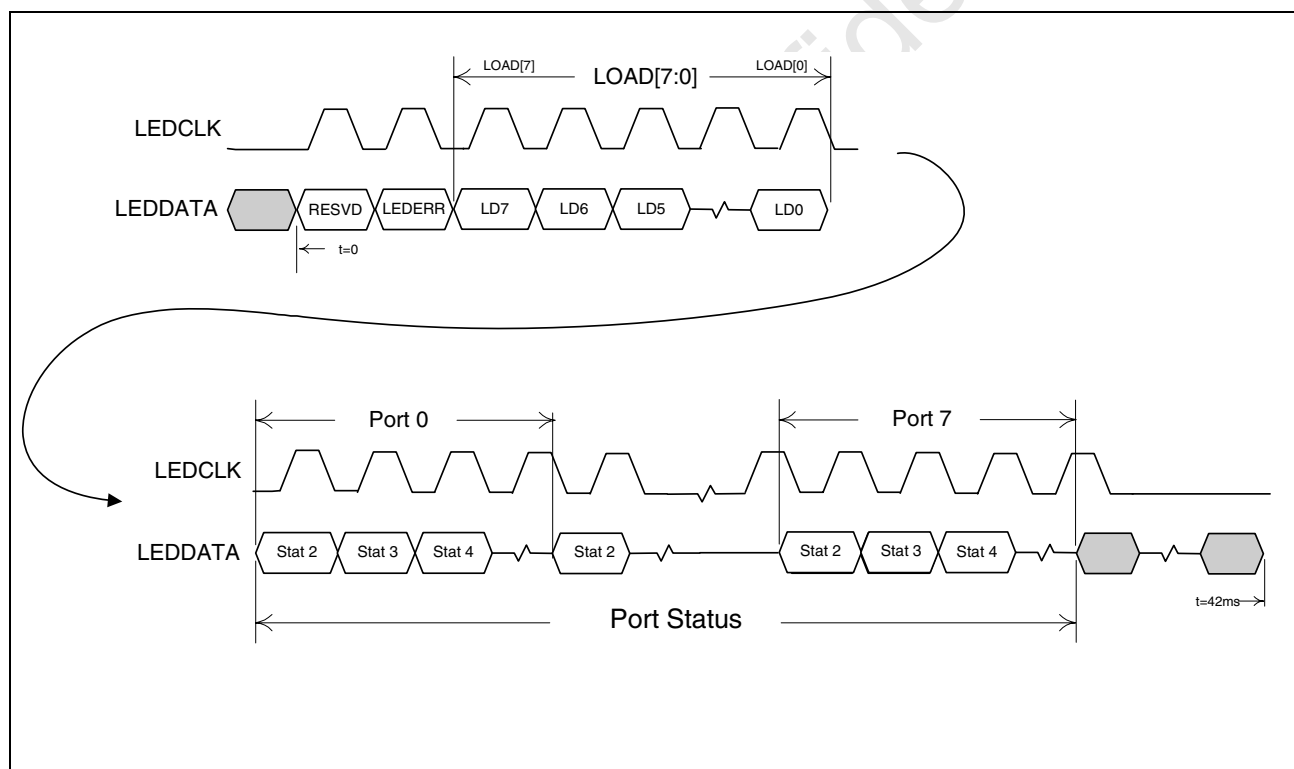 LOAD[7] LOAD[7:0] LOAD[0]
LEDCLK
LEDDATA RESVD LEDERR LD7 LD6 LD5 LD0
t=0
Port 0 Port 7
LEDCLK
LEDDATA Stat 2 Stat 3 Stat 4 Stat 2 Stat 2 Stat 3 Stat 4
t=42ms
Port Status